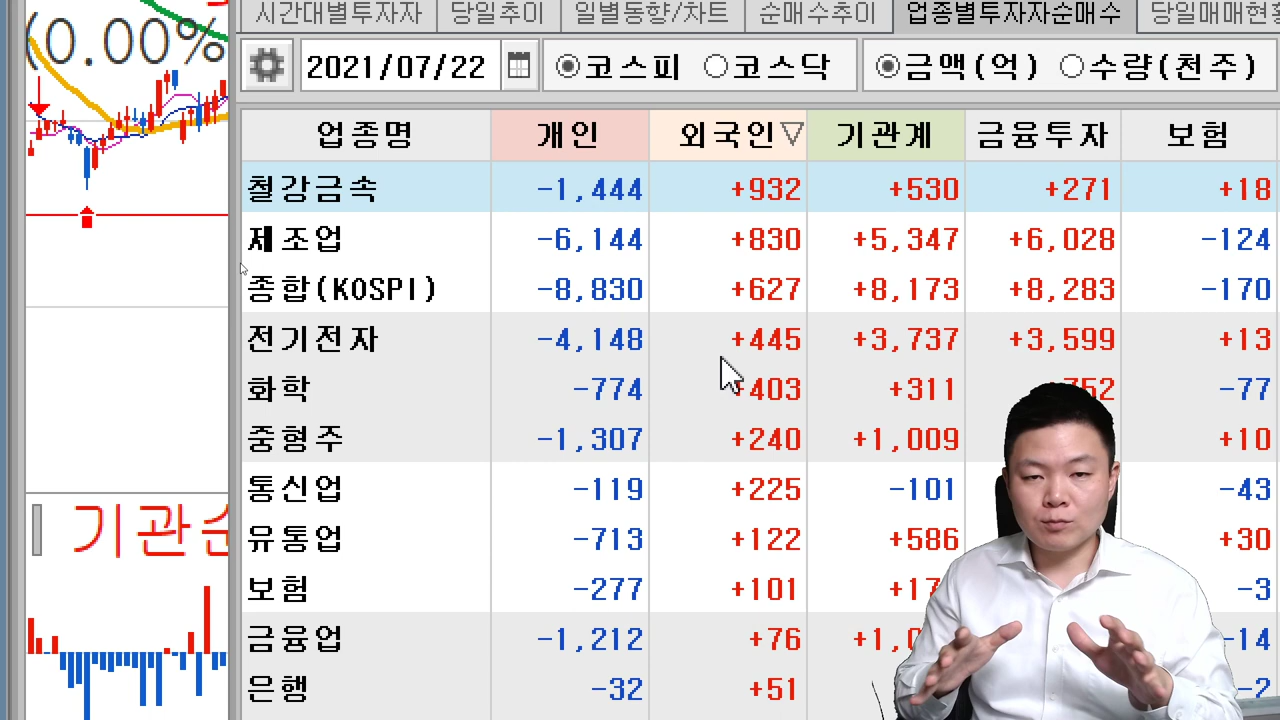 시간대별투자자 당일추이 일별동향/차트 순매수추이 업종별투자자순매수 당일매매현
(0.00%
2021/07/22 코스피 코스닥 금액(억) 수량(천주)
업종명 개인 외국인▽ 기관계 금융투자 보험
철강금속 -1,444 +932 +530 +271 +18
제조업 -6,144 +830 +5,347 +6,028 -124
종합(KOSPI) -8,830 +627 +8,173 +8,283 -170
전기전자 -4,148 +445 +3,737 +3,599 +13
화학 -774 +403 +311 752 -77
중형주 -1,307 +240 +1,009 +10
통신업 -119 +225 -101 -43
유통업 -713 +122 +586 +30
보험 -277 +101 +17 -3
금융업 -1,212 +76 +1,0 -14
은행 -32 +51 -2
기관순